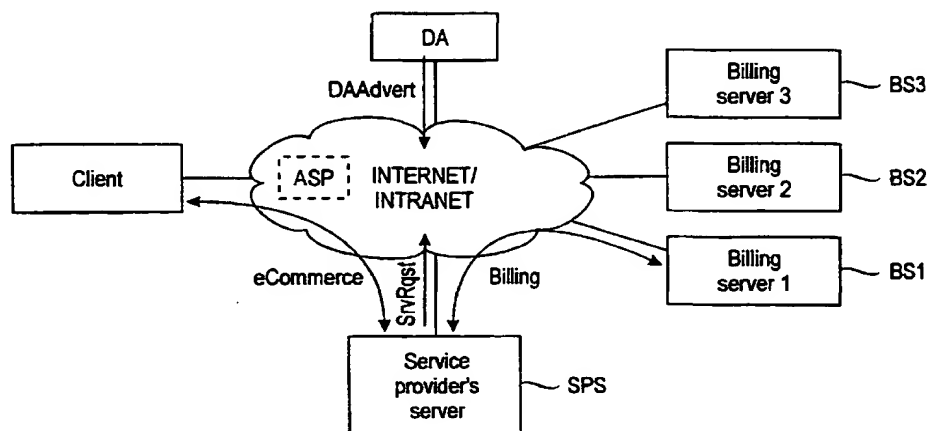 DA
DAAdvert
Billing
server 3
BS3
Client
ASP
INTERNET/
INTRANET
Billing
server 2
BS2
eCommerce
SrvRqst
Billing
Billing
server 1
BS1
Service
provider's
server
SPS